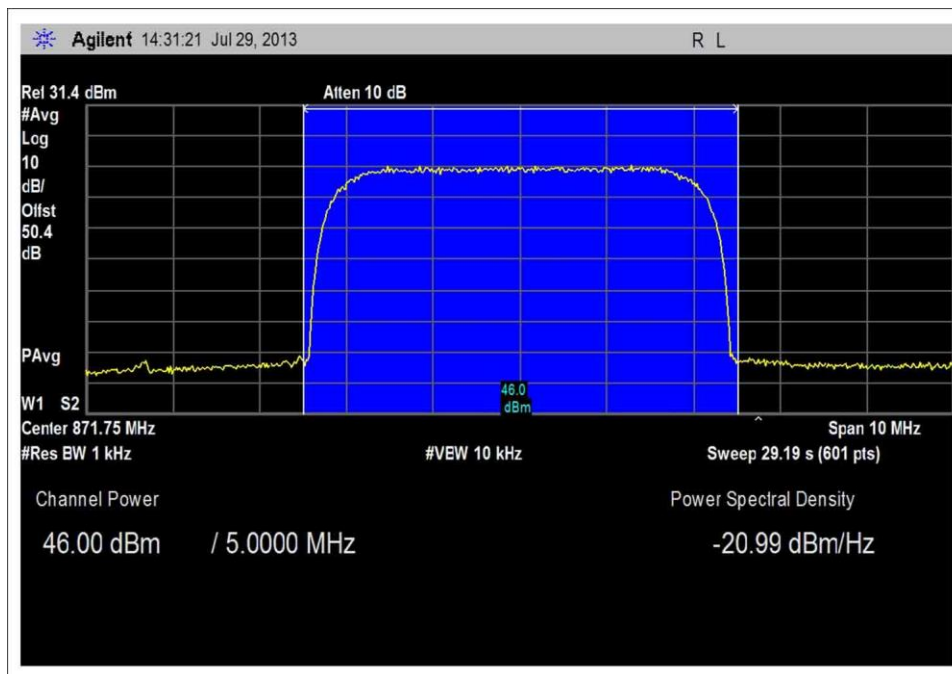 Agilent 14:31:21 Jul 29, 2013 R L
Ref 31.4 dBm Atten 10 dB
#Avg
Log
10
dB/
Offst
50.4
dB
PAvg
46.0
dBm
W1 S2
Center 871.75 MHz Span 10 MHz
#Res BW 1 kHz #VBW 10 kHz Sweep 29.19 s (601 pts)
Channel Power Power Spectral Density
46.00 dBm / 5.0000 MHz -20.99 dBm/Hz